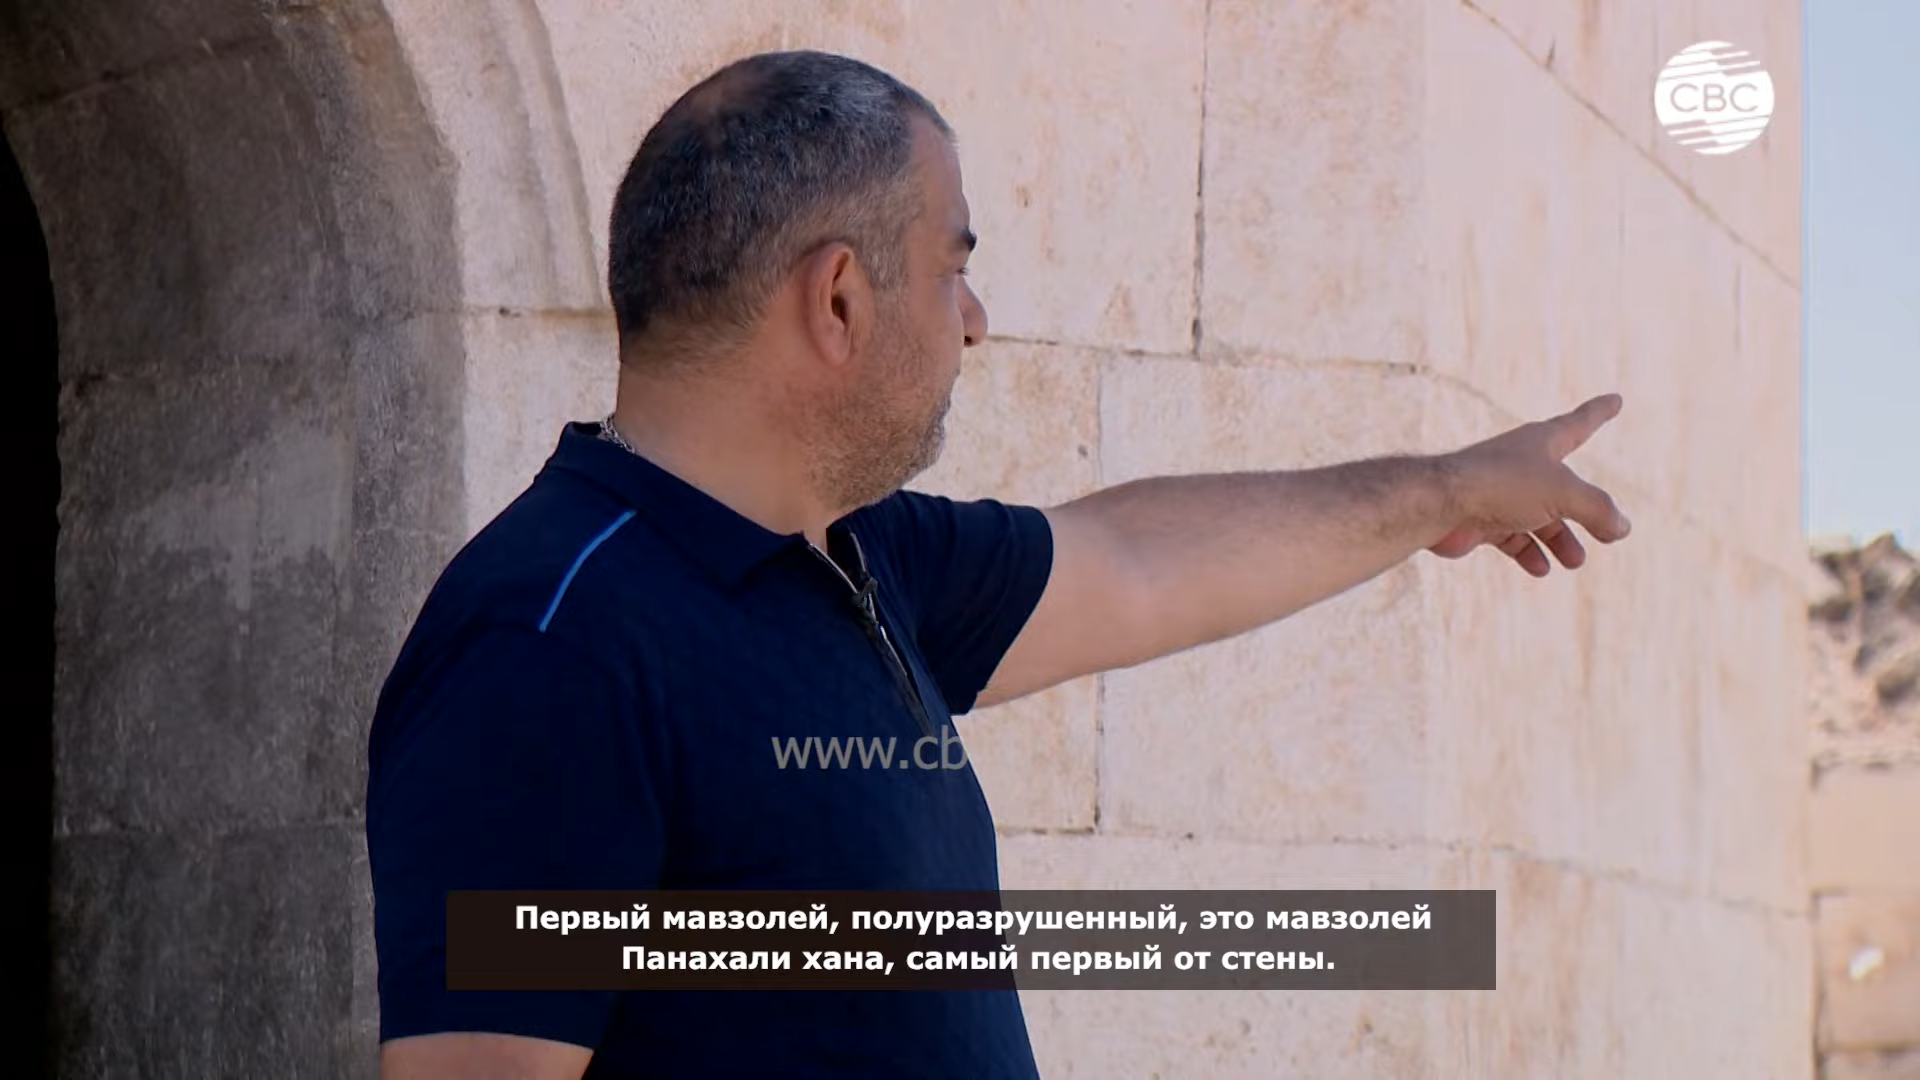 CBC
www.cb
Первый мавзолей, полуразрушенный, это мавзолей
Панахали хана, самый первый от стены.